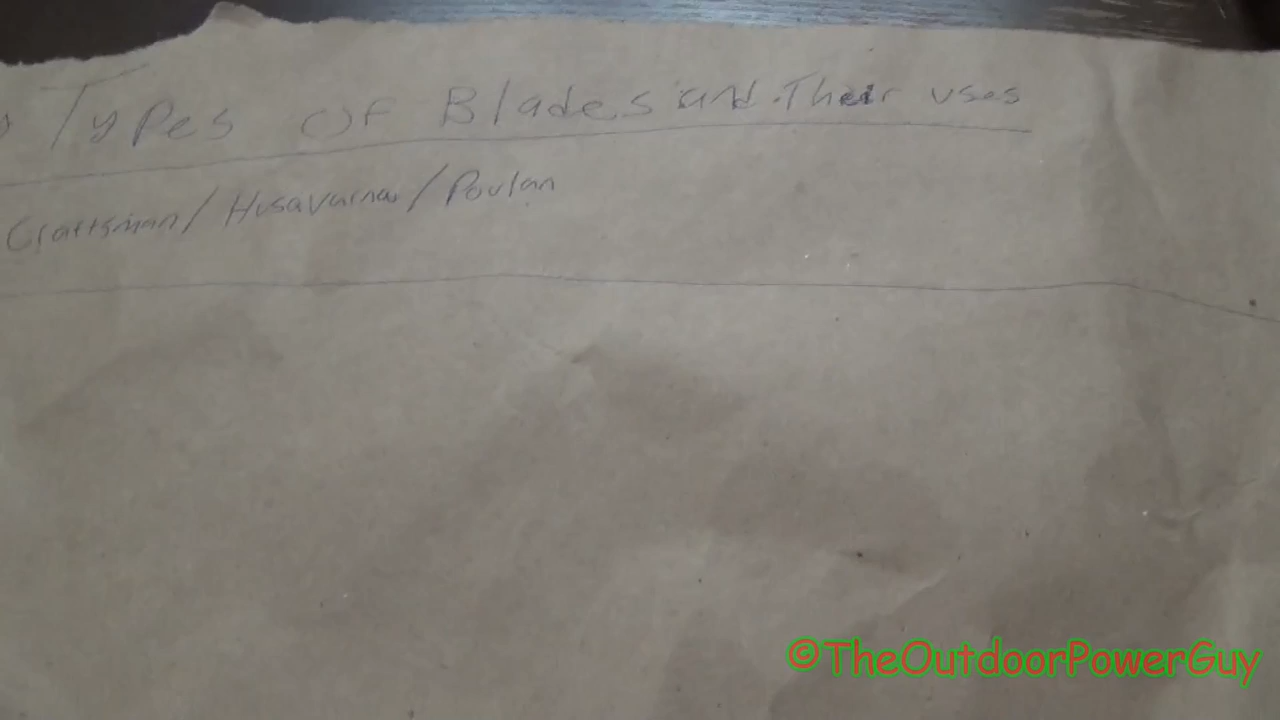 Types Of Blades and Their uses
Craftsman/ Husavarna/ Poulan
©TheOutdoorPowerGuy